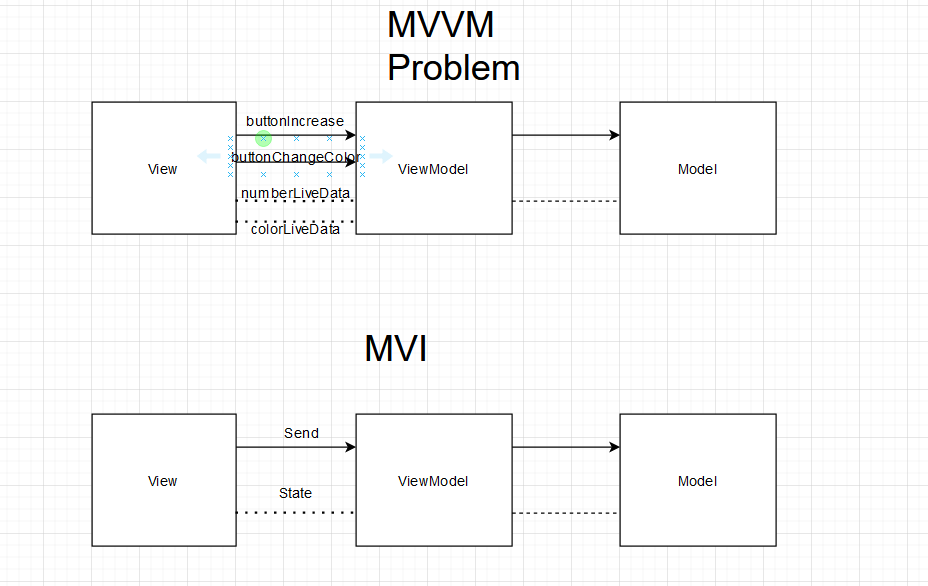 MVVM
Problem
buttonIncrease
buttonChangeColor
View
ViewModel
Model
numberLiveData
colorLiveData
MVI
Send
View
ViewModel
Model
State